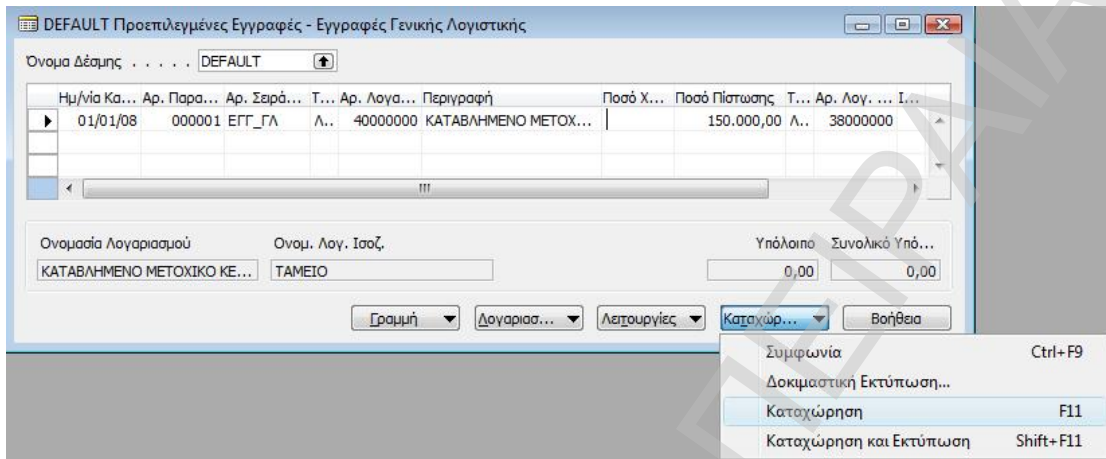 DEFAULT Προεπιλεγμένες Εγγραφές - Εγγραφές Γενικής Λογιστικής
Όνομα Δέσμης . . . . . DEFAULT
Ημ/νία Κα... Αρ. Παρα... Αρ. Σειρά... Τ... Αρ. Λογα... Περιγραφή Ποσό Χ... Ποσό Πίστωσης Τ... Αρ. Λογ. ... Ι...
01/01/08 000001 ΕΓΓ_ΓΛ Λ.. 40000000 ΚΑΤΑΒΛΗΜΕΝΟ ΜΕΤΟΧ... 150.000,00 Λ.. 38000000
Ονομασία Λογαριασμού Ονομ. Λογ. Ισοζ. Υπόλοιπο Συνολικό Υπό...
ΚΑΤΑΒΛΗΜΕΝΟ ΜΕΤΟΧΙΚΟ ΚΕ... ΤΑΜΕΙΟ 0,00 0,00
Γραμμή Λογαριασ... Λειτουργίες Καταχώρ... Βοήθεια
Συμφωνία Ctrl+F9
Δοκιμαστική Εκτύπωση...
Καταχώρηση F11
Καταχώρηση και Εκτύπωση Shift+F11
ΠΕΙΡΑΙΑ